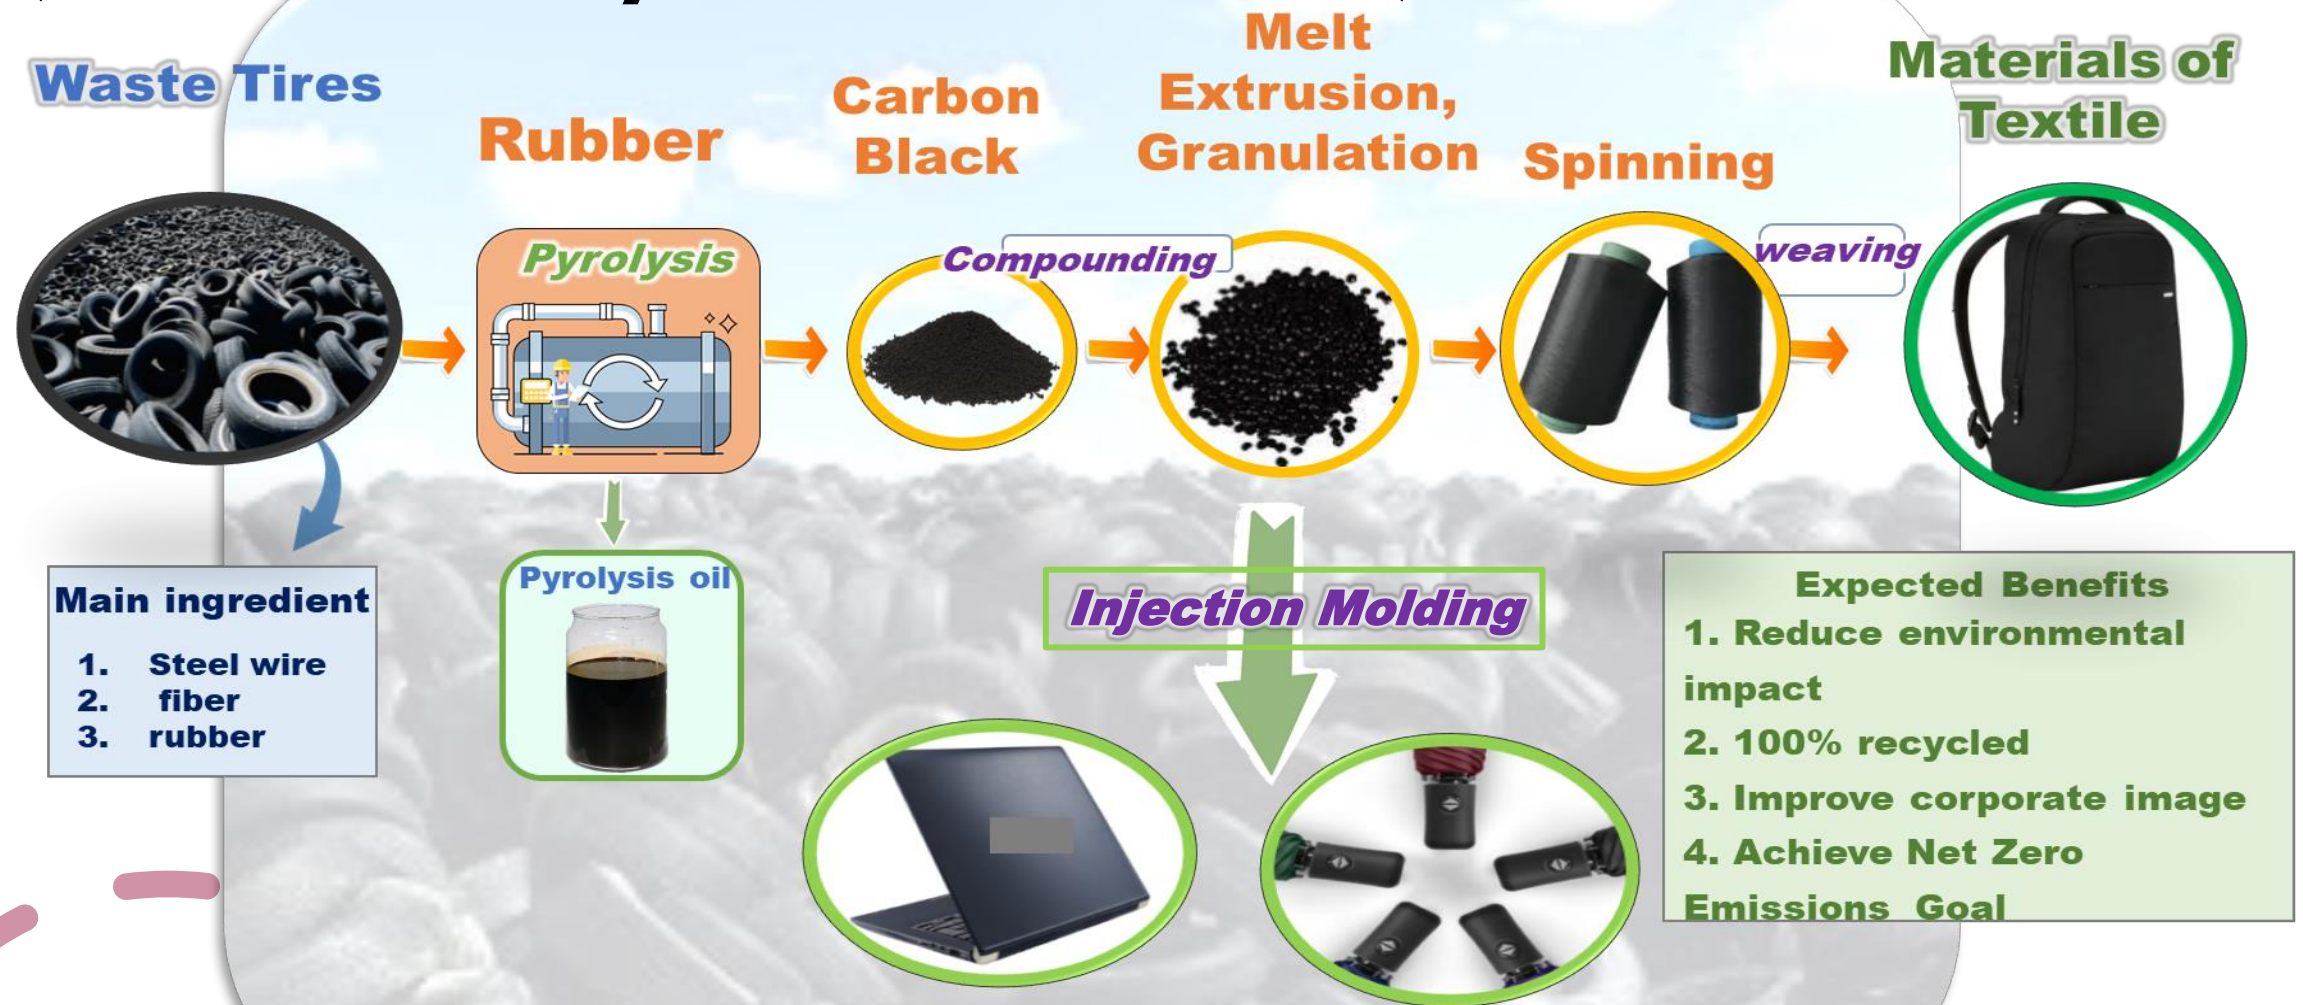 Waste Tires
Rubber
Carbon
Black
Melt
Extrusion,
Granulation
Spinning
Materials of
Textile
Pyrolysis
Compounding
weaving
Main ingredient
1. Steel wire
2. fiber
3. rubber
Pyrolysis oil
Injection Molding
Expected Benefits
1. Reduce environmental
impact
2. 100% recycled
3. Improve corporate image
4. Achieve Net Zero
Emissions Goal